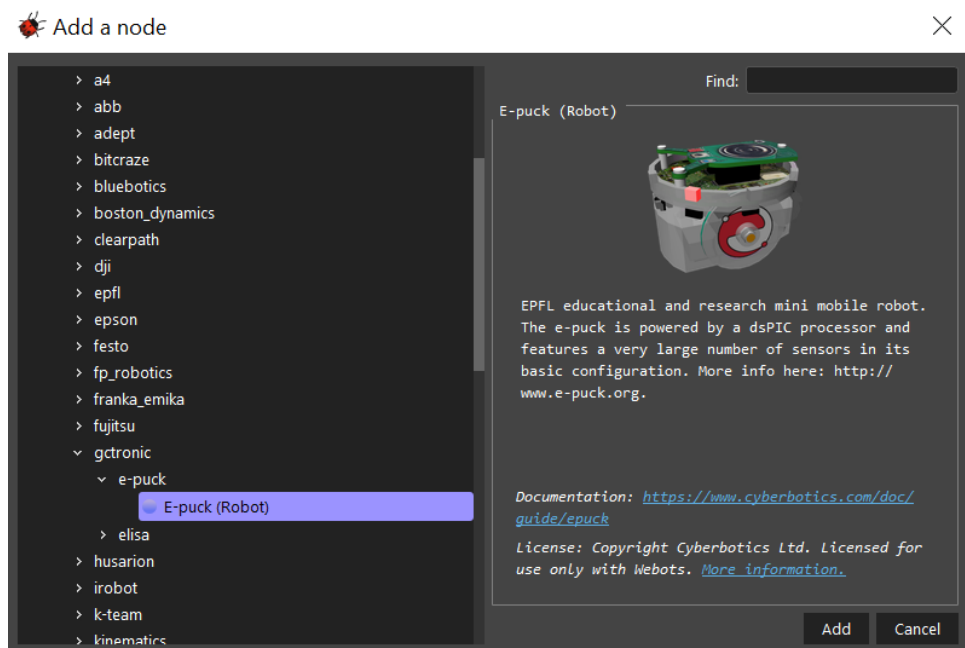 Add a node
a4
abb
adept
bitcraze
bluebotics
boston_dynamics
clearpath
dji
epfl
epson
festo
fp_robotics
franka_emika
fujitsu
gctronic
e-puck
E-puck (Robot)
elisa
husarion
irobot
k-team
kinematics
Find:
E-puck (Robot)
EPFL educational and research mini mobile robot.
The e-puck is powered by a dsPIC processor and
features a very large number of sensors in its
basic configuration. More info here: http://
www.e-puck.org.
Documentation: https://www.cyberbotics.com/doc/
guide/epuck
License: Copyright Cyberbotics Ltd. Licensed for
use only with Webots. More information.
Add
Cancel